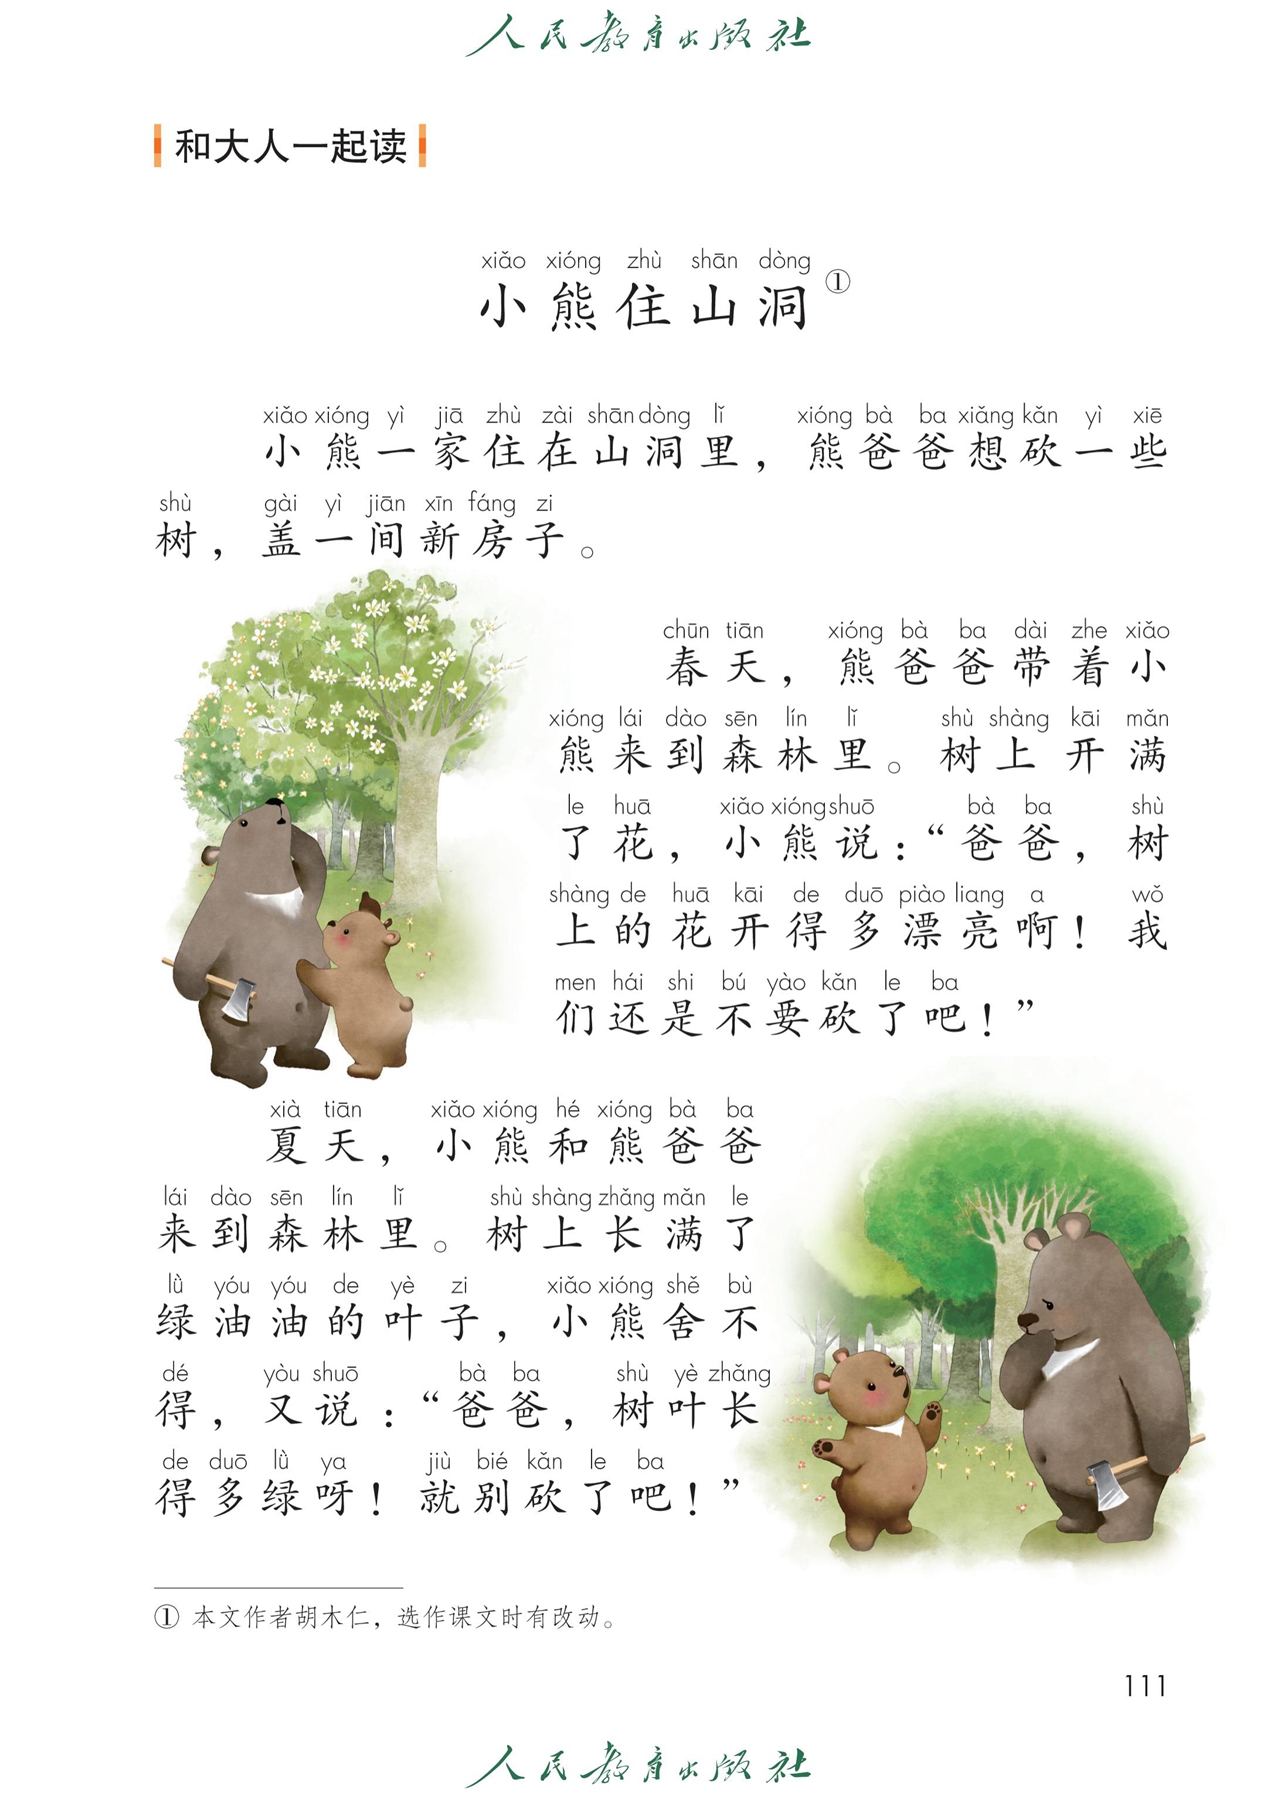 人民教育出版社
和大人一起读
xiǎo xióng zhù shān dòng
小熊住山洞①
xiǎo xióng yì jiā zhù zài shān dòng lǐ xióng bà ba xiǎng kǎn yì xiē
小熊一家住在山洞里，熊爸爸想砍一些
shù gài yì jiān xīn fáng zi
树，盖一间新房子。
chūn tiān xióng bà ba dài zhe xiǎo
春天，熊爸爸带着小
xióng lái dào sēn lín lǐ shù shàng kāi mǎn
熊来到森林里。树上开满
le huā xiǎo xióng shuō bà ba shù
了花，小熊说：“爸爸，树
shàng de huā kāi de duō piào liang a wǒ
上的花开得多漂亮啊！我
men hái shi bú yào kǎn le ba
们还是不要砍了吧！”
xià tiān xiǎo xióng hé xióng bà ba
夏天，小熊和熊爸爸
lái dào sēn lín lǐ shù shàng zhǎng mǎn le
来到森林里。树上长满了
lǜ yóu yóu de yè zi xiǎo xióng shě bù
绿油油的叶子，小熊舍不
dé yòu shuō bà ba shù yè zhǎng
得，又说：“爸爸，树叶长
de duō lǜ ya jiù bié kǎn le ba
得多绿呀！就别砍了吧！”
① 本文作者胡木仁，选作课文时有改动。
111
人民教育出版社